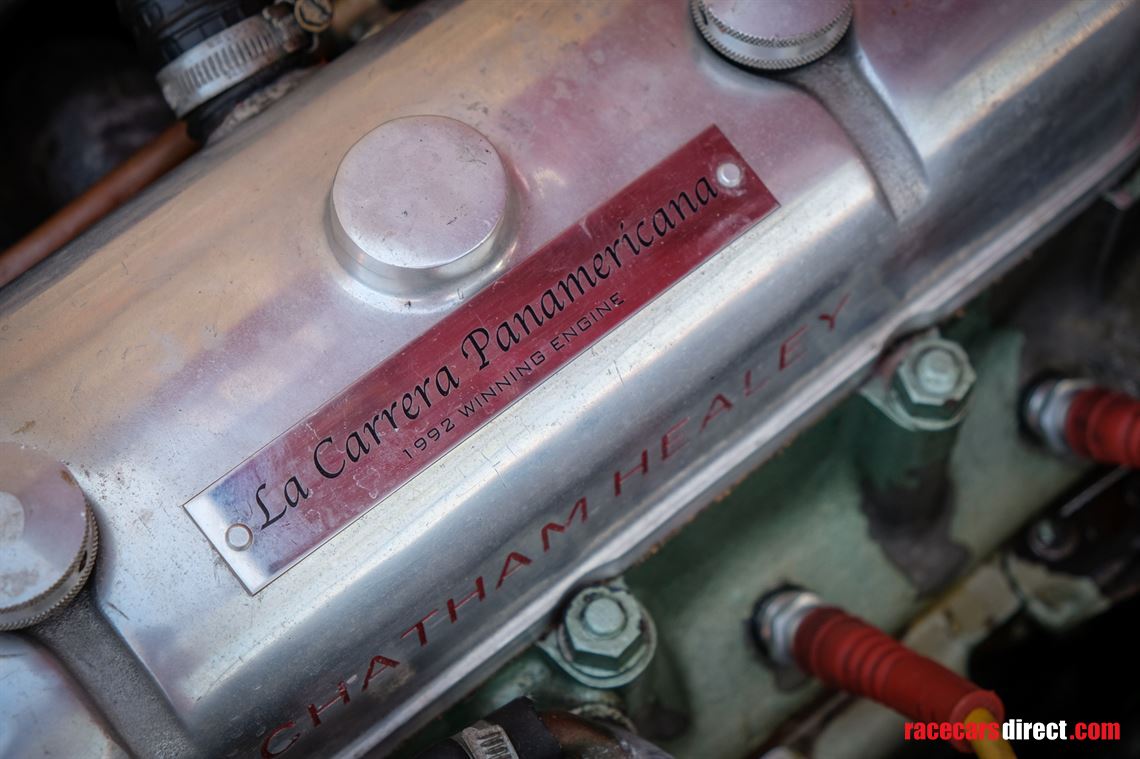 La Carrera Panamericana
1992 WINNING ENGINE
CHATHAM HEALEY
racecarsdirect.com